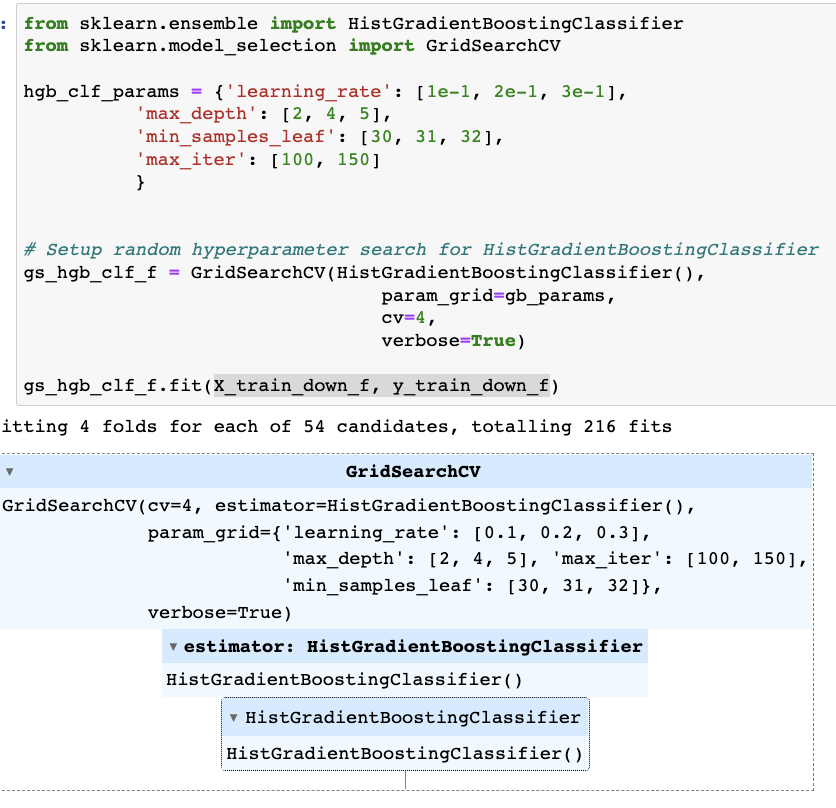 :
from sklearn.ensemble import HistGradientBoostingClassifier
from sklearn.model_selection import GridSearchCV
hgb_clf_params = {'learning_rate': [1e-1, 2e-1, 3e-1],
'max_depth': [2, 4, 5],
'min_samples_leaf': [30, 31, 32],
'max_iter': [100, 150]
}
# Setup random hyperparameter search for HistGradientBoostingClassifier
gs_hgb_clf_f = GridSearchCV(HistGradientBoostingClassifier(),
param_grid=gb_params,
cv=4,
verbose=True)
gs_hgb_clf_f.fit(X_train_down_f, y_train_down_f)
itting 4 folds for each of 54 candidates, totalling 216 fits
▾ GridSearchCV
GridSearchCV(cv=4, estimator=HistGradientBoostingClassifier(),
param_grid={'learning_rate': [0.1, 0.2, 0.3],
'max_depth': [2, 4, 5], 'max_iter': [100, 150],
'min_samples_leaf': [30, 31, 32]},
verbose=True)
▾ estimator: HistGradientBoostingClassifier
HistGradientBoostingClassifier()
▾ HistGradientBoostingClassifier
HistGradientBoostingClassifier()